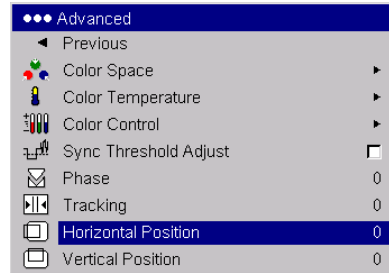 Advanced
Previous
Color Space
Color Temperature
Color Control
Sync Threshold Adjust
Phase 0
Tracking 0
Horizontal Position 0
Vertical Position 0